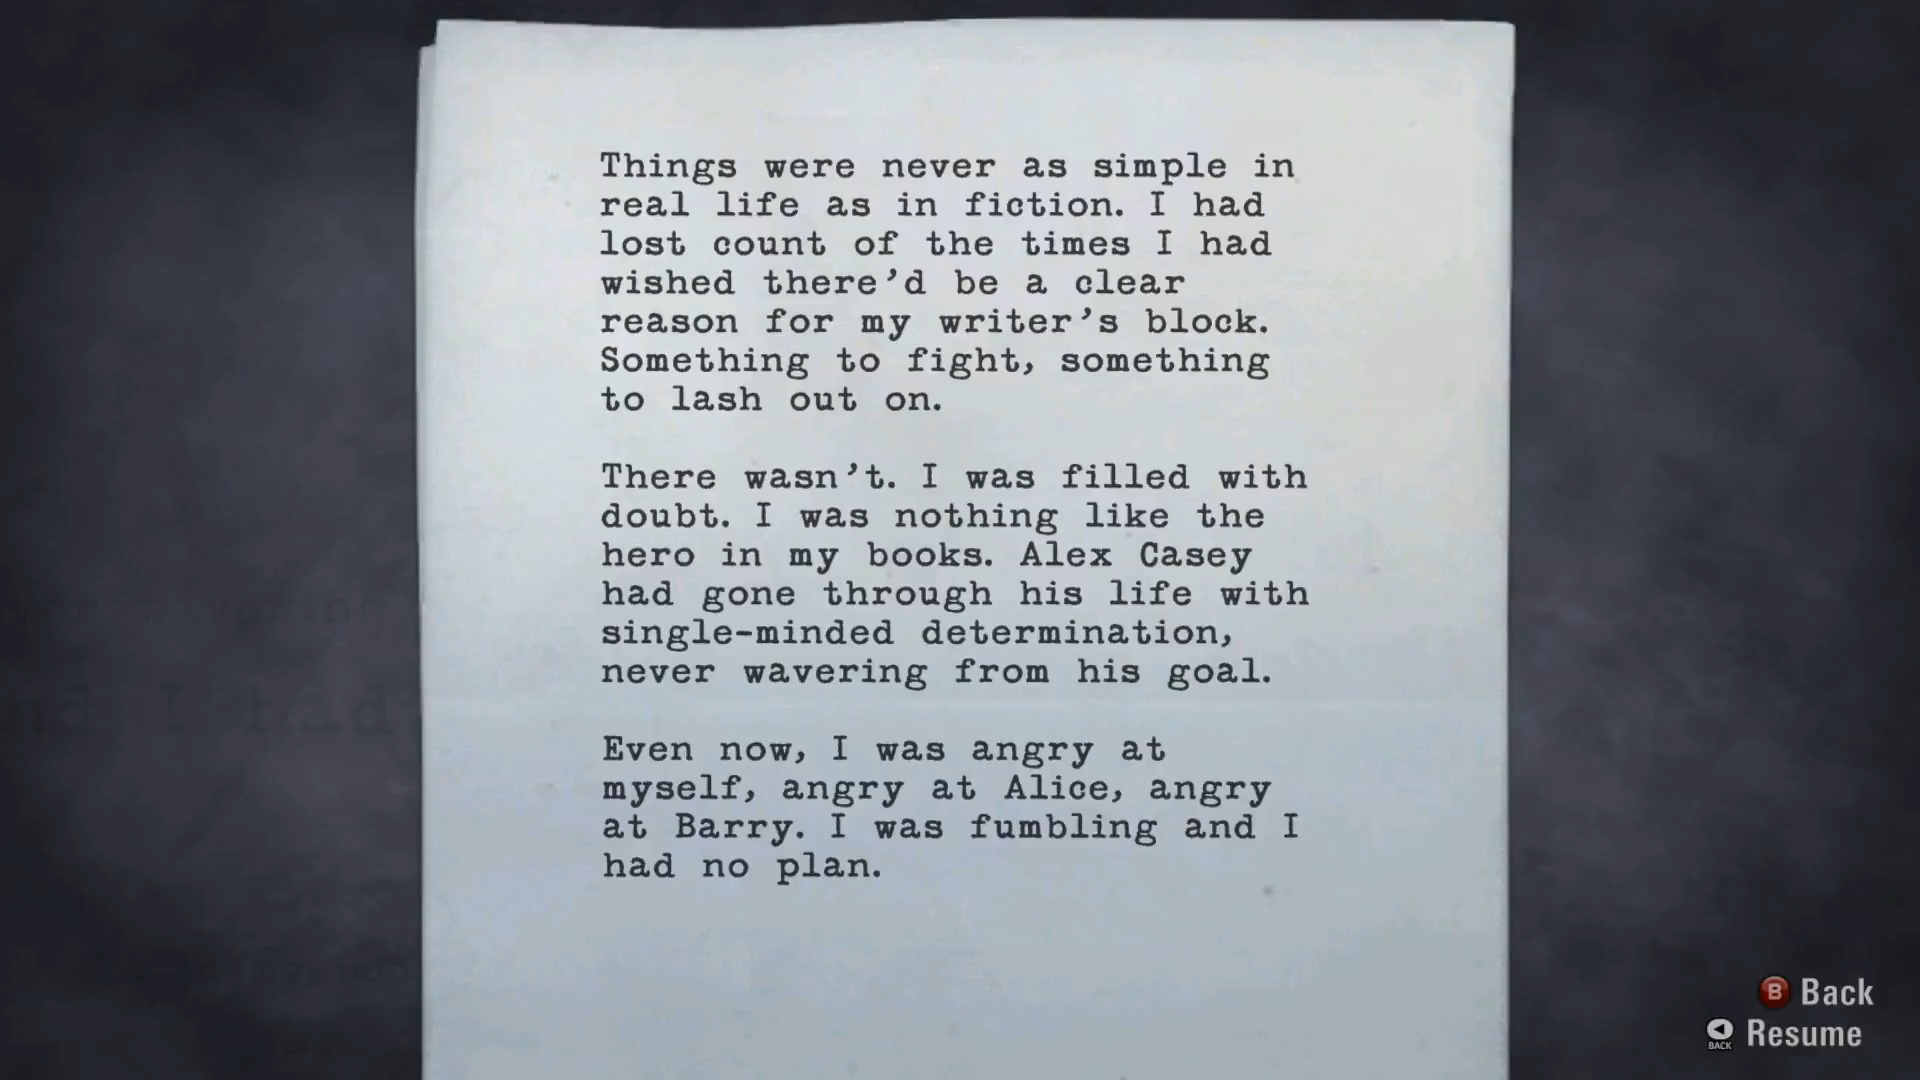 Things were never as simple in
real life as in fiction. I had
lost count of the times I had
wished there’d be a clear
reason for my writer’s block.
Something to fight, something
to lash out on.
There wasn’t. I was filled with
doubt. I was nothing like the
hero in my books. Alex Casey
had gone through his life with
single-minded determination,
never wavering from his goal.
Even now, I was angry at
myself, angry at Alice, angry
at Barry. I was fumbling and I
had no plan.
B Back
BACK Resume